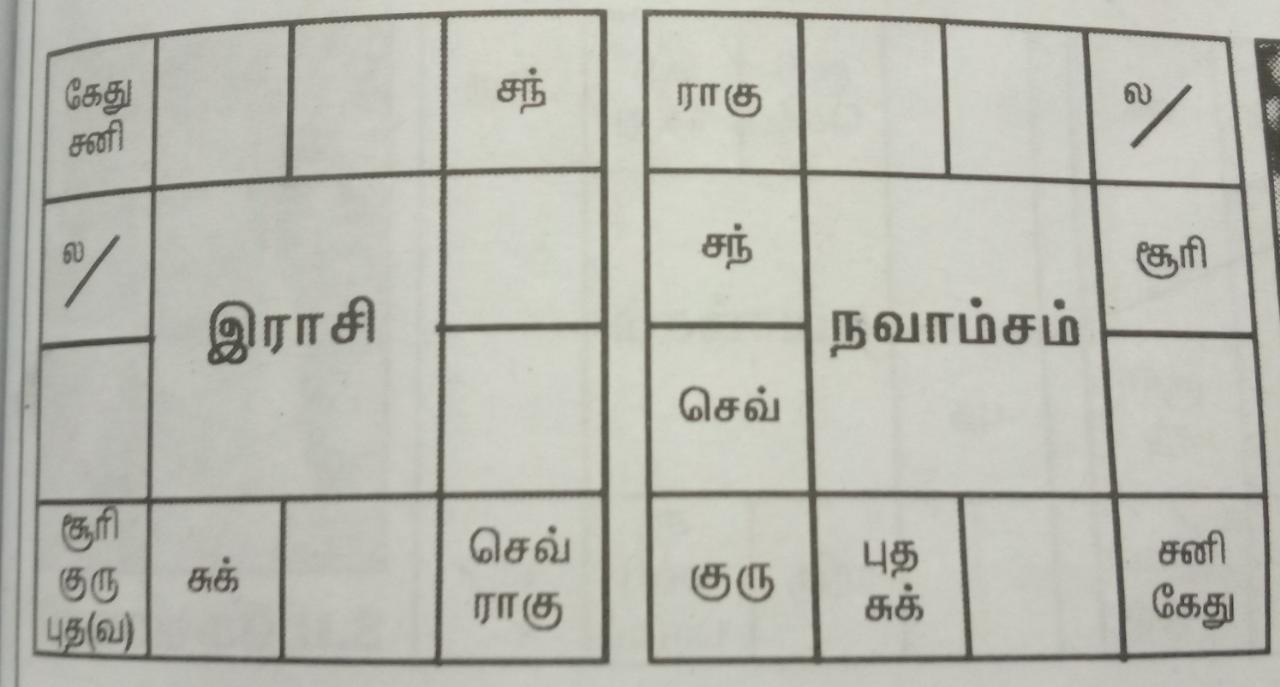 கேது
சனி
சந்
ல
இராசி
சூரி
குரு
புத(வ)
சுக்
செவ்
ராகு
ராகு
ல
சந்
சூரி
நவாம்சம்
செவ்
குரு
புத
சுக்
சனி
கேது